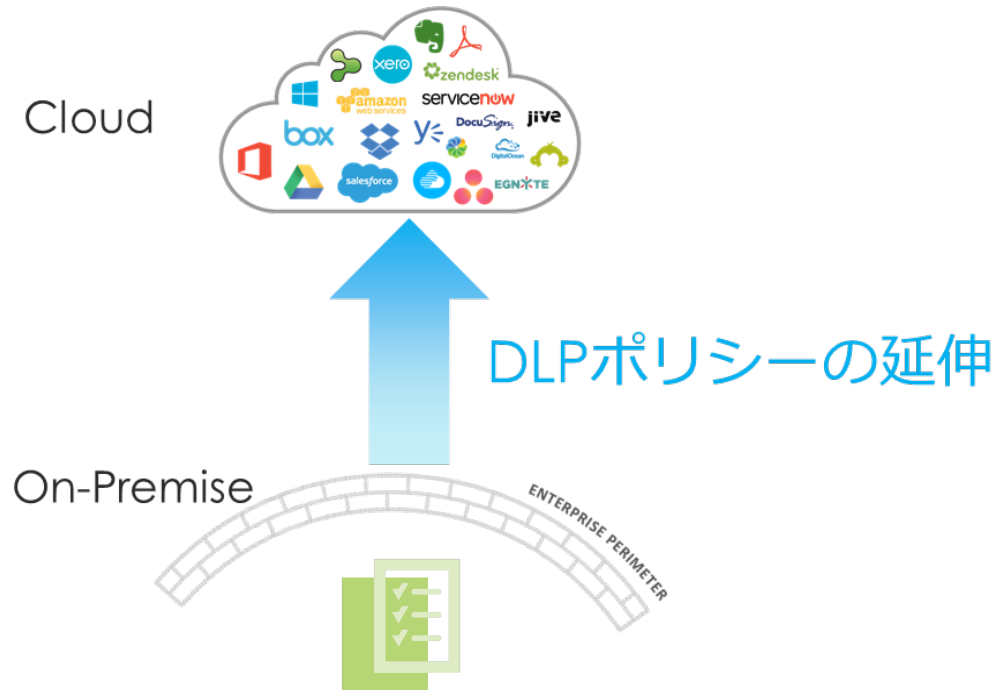 xero
zendesk
Cloud
amazon
web services
servicenow
box
DocuSign
jive
DigitalOcean
salesforce
EGNYTE
DLPポリシーの延伸
On-Premise
ENTERPRISE PERIMETER